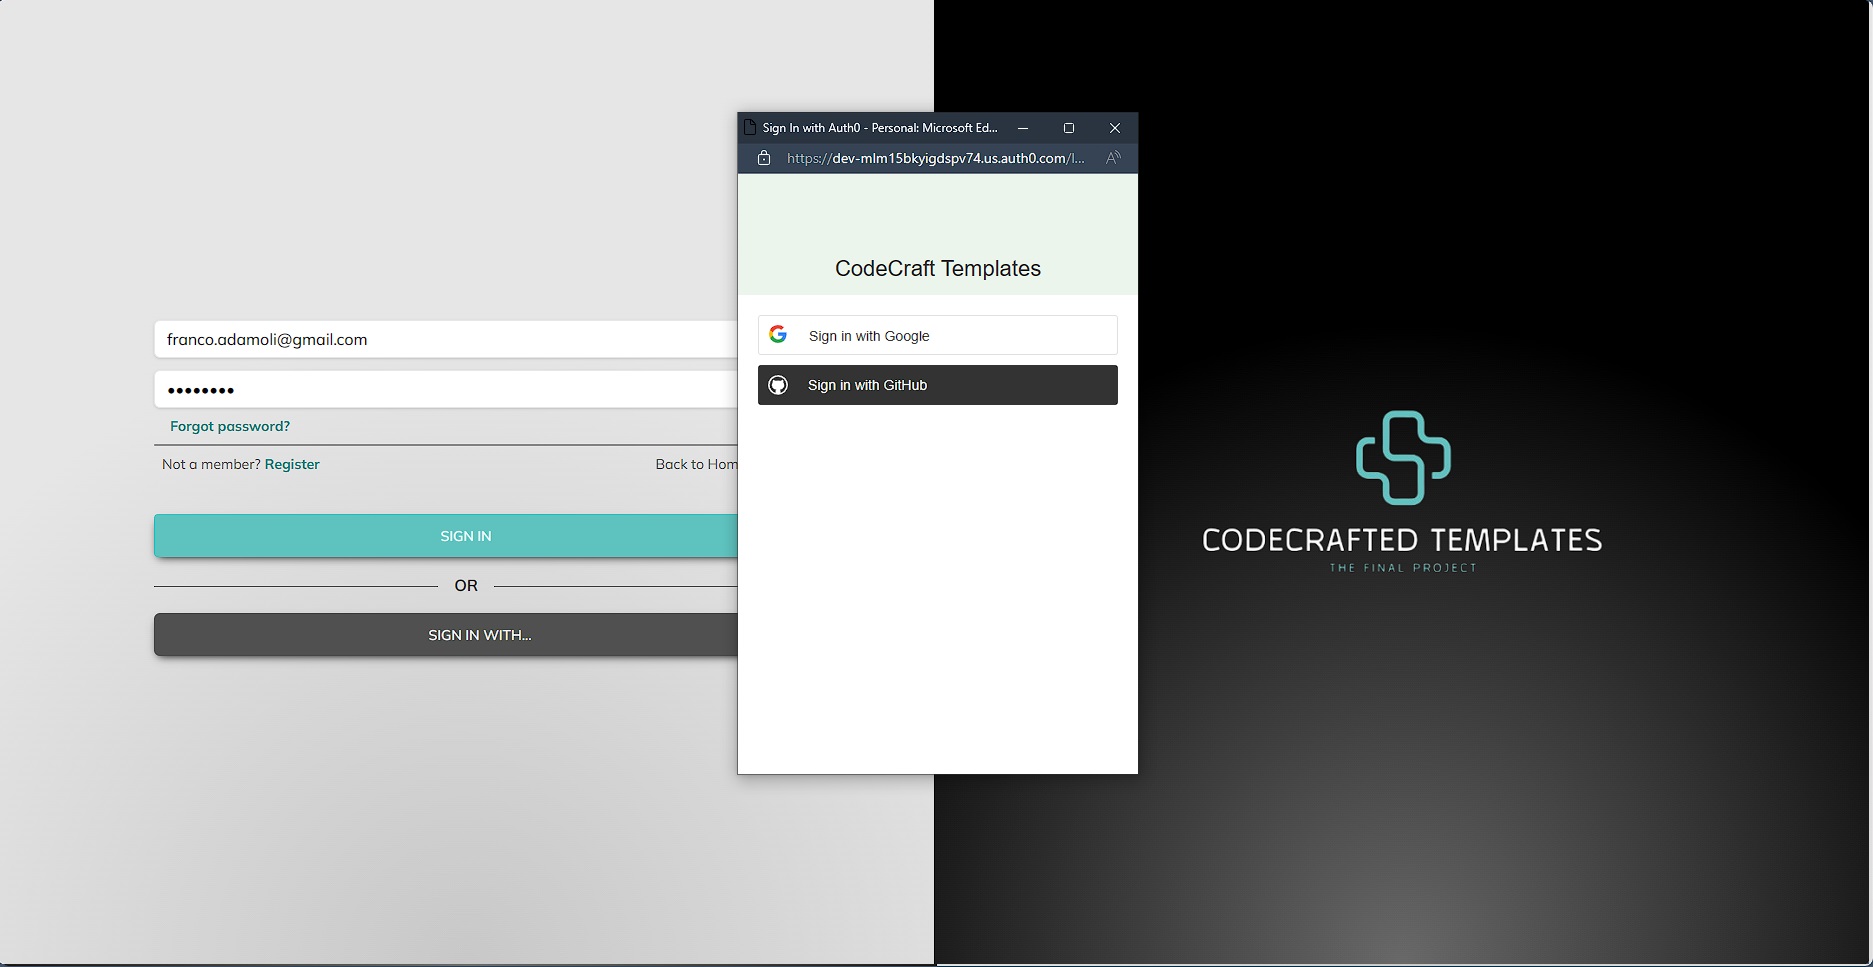 franco.adamoli@gmail.com
••••••••
Forgot password?
Not a member? Register
Back to Hom
SIGN IN
OR
SIGN IN WITH...
Sign In with Auth0 - Personal: Microsoft Ed...
https://dev-mlm15bkyigdspv74.us.auth0.com/l...
CodeCraft Templates
Sign in with Google
Sign in with GitHub
CODECRAFTED TEMPLATES
THE FINAL PROJECT